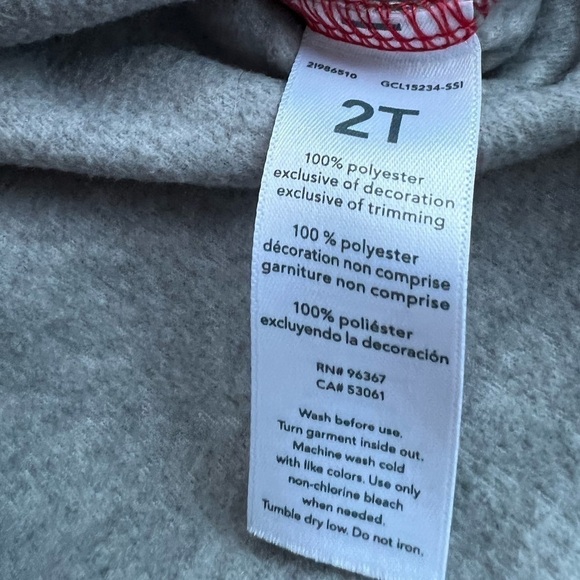 21986510 GCL15234-SS1
2T
100% polyester
exclusive of decoration
exclusive of trimming
100 % polyester
décoration non comprise
garniture non comprise
100% poliéster
excluyendo la decoración
RN# 96367
CA# 53061
Wash before use.
Turn garment inside out.
Machine wash cold
with like colors. Use only
non-chlorine bleach
when needed.
Tumble dry low. Do not iron.